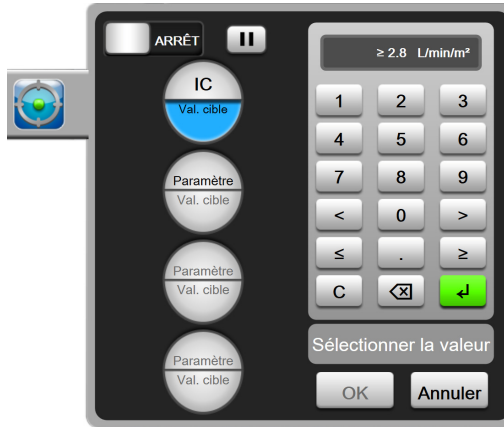 ARRÊT
IC
Val. cible
Paramètre
Val. cible
Paramètre
Val. cible
Paramètre
Val. cible
≥ 2.8 L/min/m²
1 2 3
4 5 6
7 8 9
< 0 >
≤ . ≥
C
Sélectionner la valeur
OK Annuler